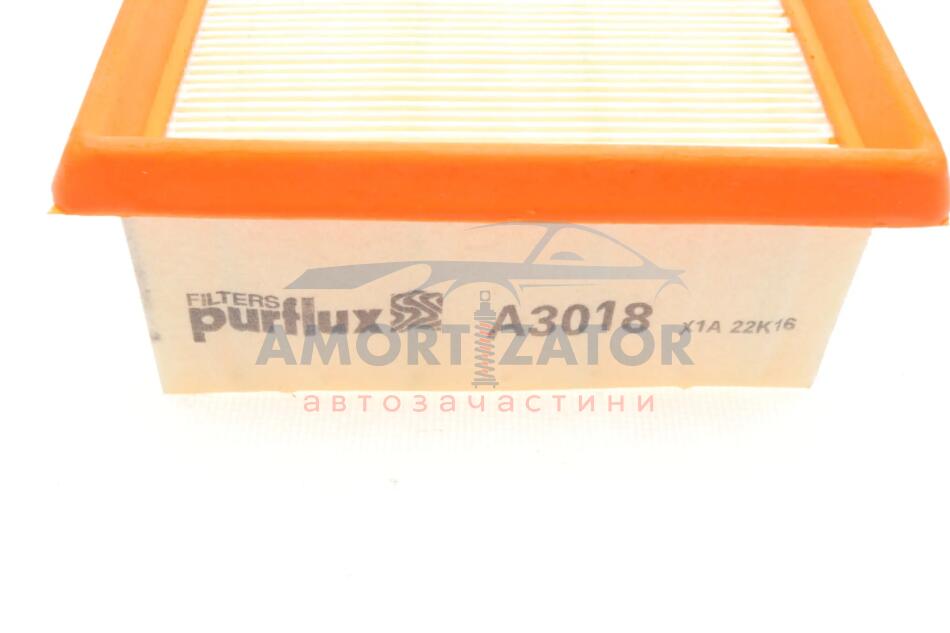 FILTERS
purflux A3018 X1A 22K16
AMORTIZATOR
автозачастини